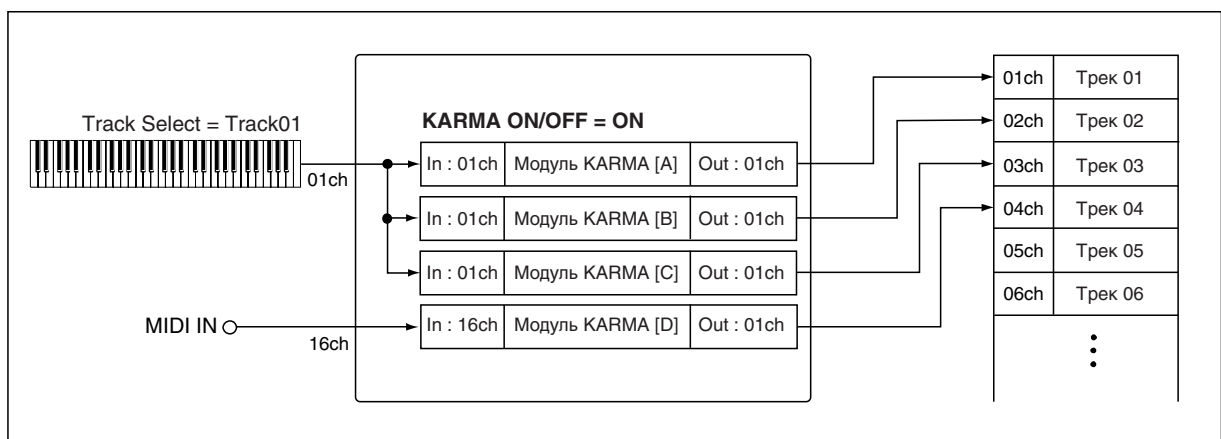 Track Select = Track01
01ch
MIDI IN
16ch
KARMA ON/OFF = ON
In : 01ch Модуль KARMA [A] Out : 01ch
In : 01ch Модуль KARMA [B] Out : 01ch
In : 01ch Модуль KARMA [C] Out : 01ch
In : 16ch Модуль KARMA [D] Out : 01ch
01ch Трек 01
02ch Трек 02
03ch Трек 03
04ch Трек 04
05ch Трек 05
06ch Трек 06